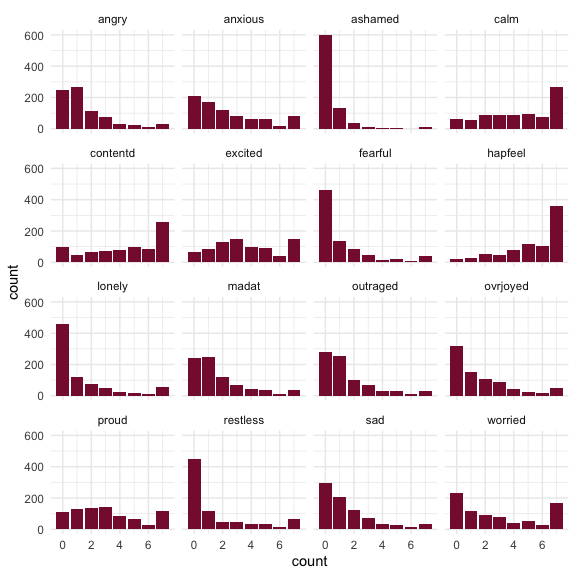 angry anxious ashamed calm
600
400
200
0
contentd excited fearful hapfeel
600
400
200
0
count
lonely madat outraged ovrjoyed
600
400
200
0
proud restless sad worried
600
400
200
0
0 2 4 6 0 2 4 6 0 2 4 6 0 2 4 6
count